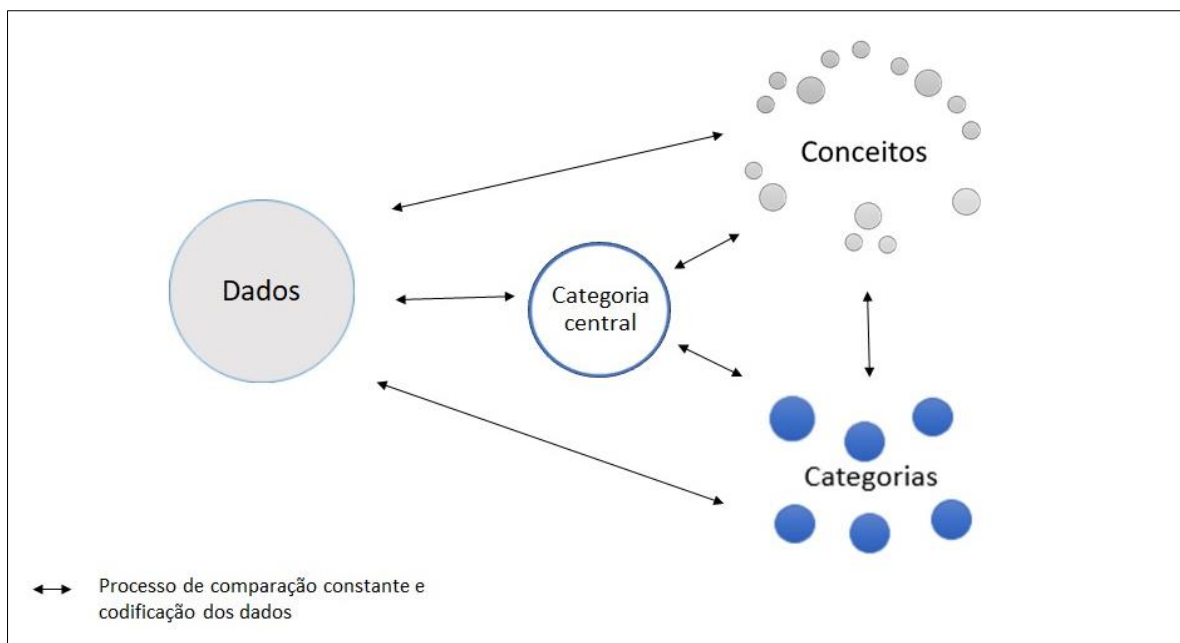 Conceitos
Dados
Categoria
central
Categorias
Processo de comparação constante e
codificação dos dados